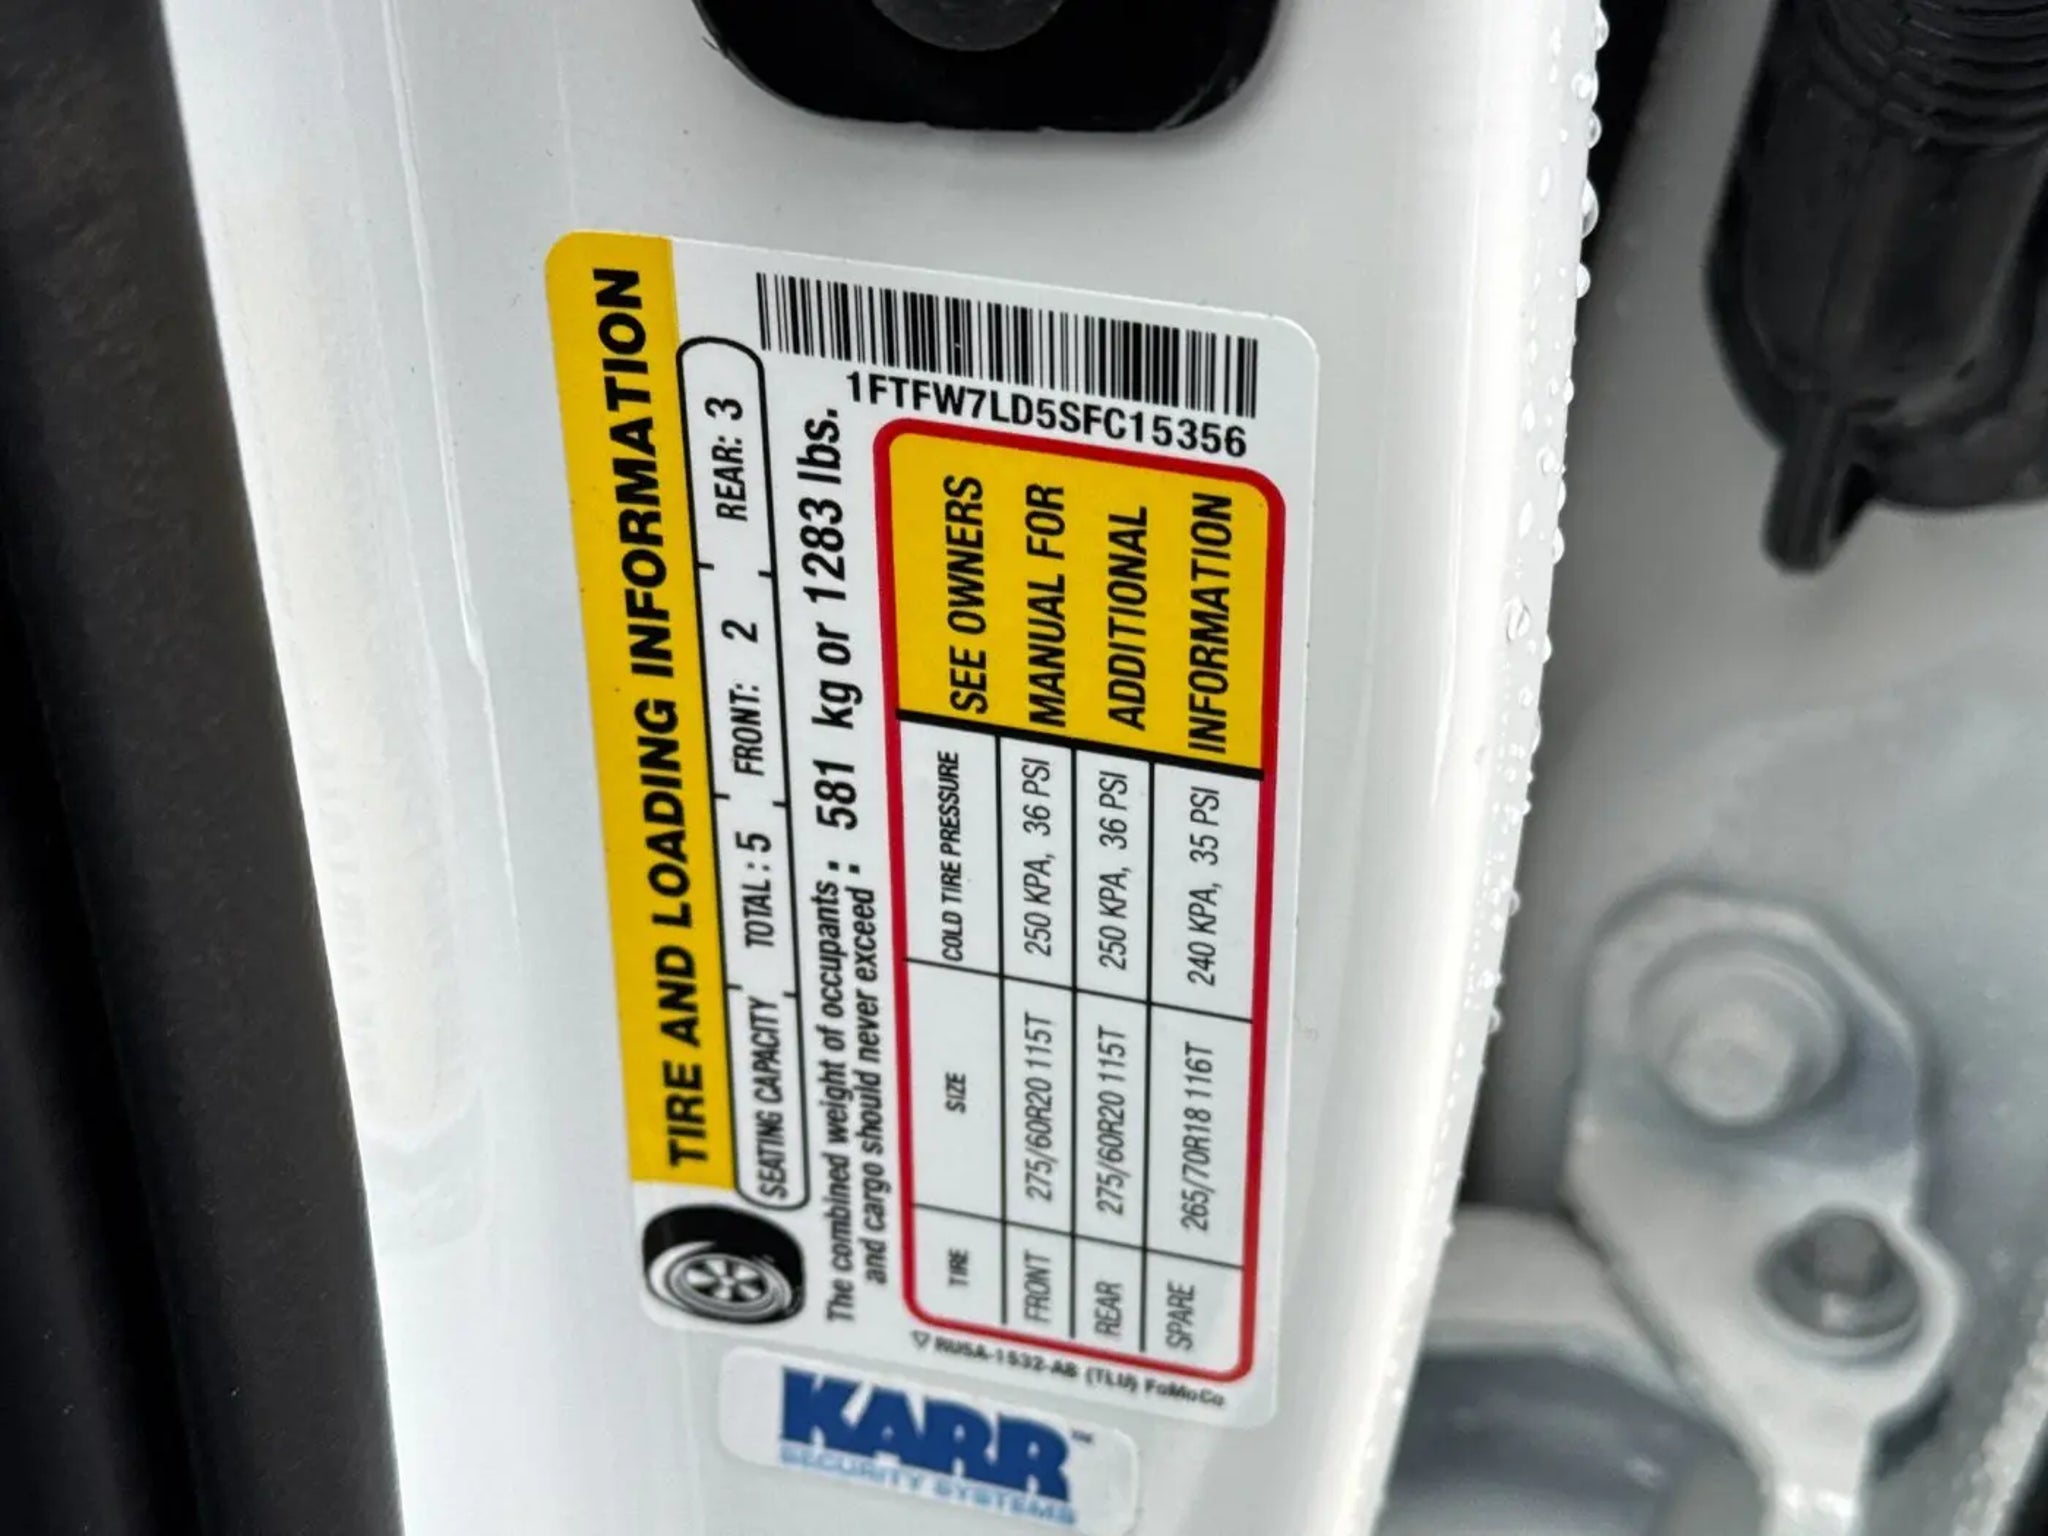 TIRE AND LOADING INFORMATION
SEATING CAPACITY TOTAL : 5 FRONT: 2 REAR: 3
The combined weight of occupants : 581 kg or 1283 lbs.
and cargo should never exceed :
1FTFW7LD5SFC15356
TIRE SIZE COLD TIRE PRESSURE
FRONT 275/60R20 115T 250 KPA, 36 PSI
REAR 275/60R20 115T 250 KPA, 36 PSI
SPARE 265/70R18 116T 240 KPA, 35 PSI
SEE OWNERS
MANUAL FOR
ADDITIONAL
INFORMATION
RU5A-1532-AB (TLU) FoMoCo
KARR™
SECURITY SYSTEMS